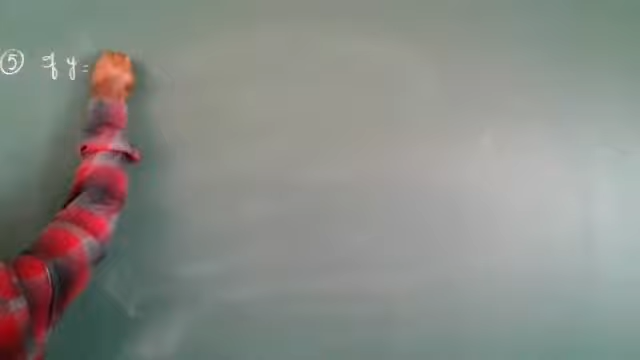 ⑤ If y =